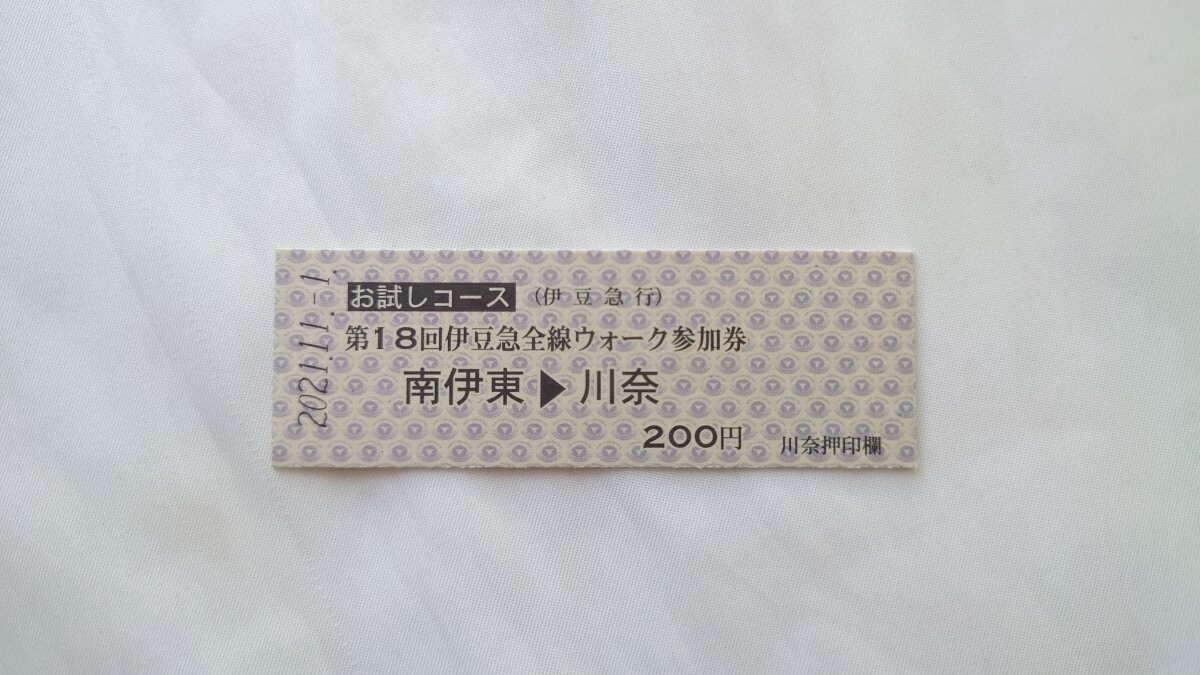 2021.11.-1.
お試しコース （伊豆急行）
第18回伊豆急全線ウォーク参加券
南伊東▶川奈
200円
川奈押印欄